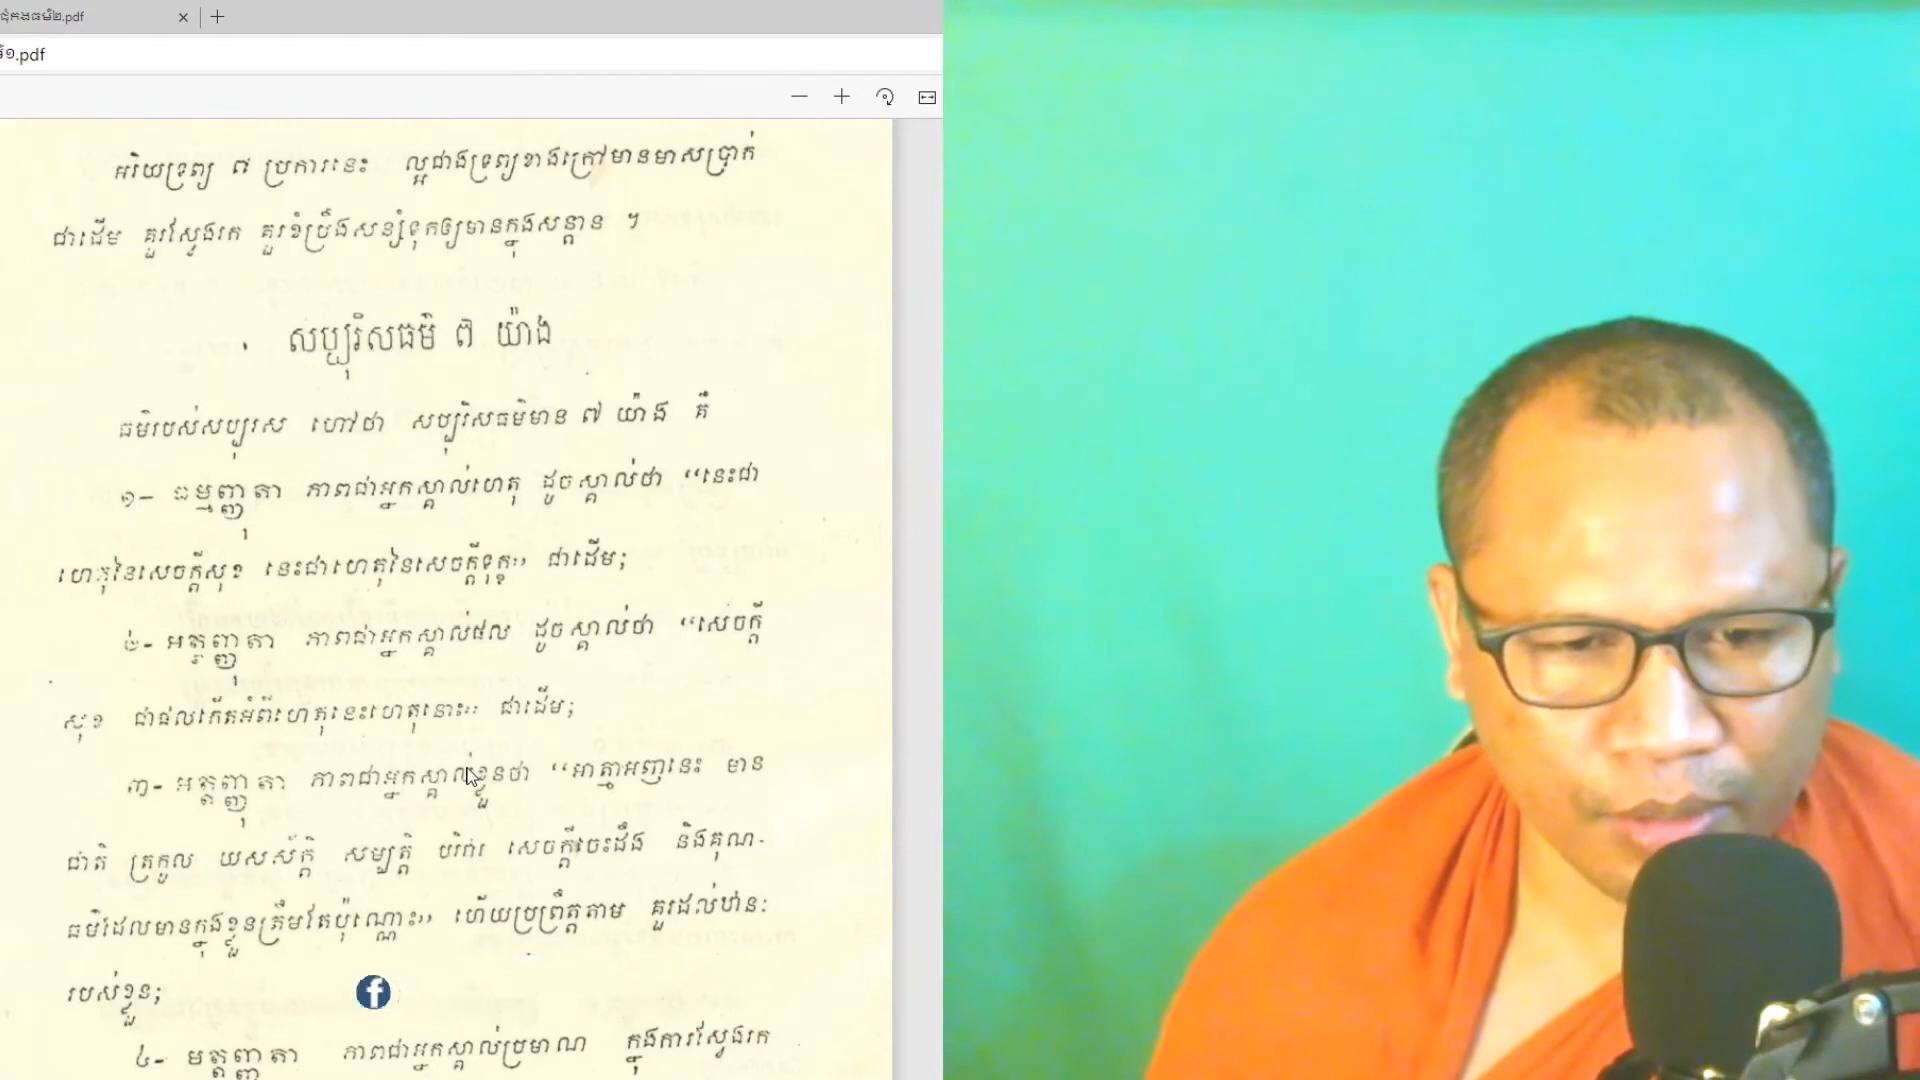 ជុំកងធម៌២.pdf
ធ៌១.pdf
អរិយទ្រព្យ ៧ ប្រការនេះ ល្អជាងទ្រព្យខាងក្រៅមានមាសប្រាក់
ជាដើម គួរស្វែងរក គួរខំប្រឹងសន្សំទុកឲ្យមានក្នុងសន្តាន ។
សប្បុរិសធម៌ ៧ យ៉ាង
ធម៌របស់សប្បុរស ហៅថា សប្បុរិសធម៌មាន ៧ យ៉ាង គឺ
១- ធម្មញ្ញុតា ភាពជាអ្នកស្គាល់ហេតុ ដូចស្គាល់ថា “នេះជា
ហេតុនៃសេចក្តីសុខ នេះជាហេតុនៃសេចក្តីទុក្ខ” ជាដើម;
២- អត្ថញ្ញុតា ភាពជាអ្នកស្គាល់ផល ដូចស្គាល់ថា “សេចក្តី
សុខ ជាផលកើតអំពីហេតុនេះហេតុនោះ” ជាដើម;
៣- អត្តញ្ញុតា ភាពជាអ្នកស្គាល់ខ្លួនថា “អាត្មាអញនេះ មាន
ជាតិ ត្រកូល យសស័ក្តិ សម្បត្តិ បរិវារ សេចក្តីចេះដឹង និងគុណ-
ធម៌ដែលមានក្នុងខ្លួនត្រឹមតែប៉ុណ្ណោះ” ហើយប្រព្រឹត្តតាម គួរដល់ឋានៈ
របស់ខ្លួន;
៤- មត្តញ្ញុតា ភាពជាអ្នកស្គាល់ប្រមាណ ក្នុងការស្វែងរក